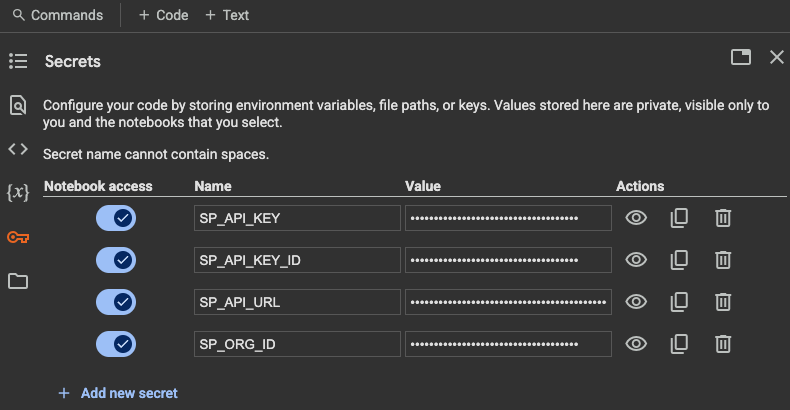 Commands + Code + Text
Secrets
Configure your code by storing environment variables, file paths, or keys. Values stored here are private, visible only to
you and the notebooks that you select.
Secret name cannot contain spaces.
Notebook access Name Value Actions
SP_API_KEY ••••••••••••••••••••••••••••••••••••
SP_API_KEY_ID ••••••••••••••••••••••••••••••••••••
SP_API_URL ••••••••••••••••••••••••••••••••••••••••••
SP_ORG_ID ••••••••••••••••••••••••••••••••••••
+ Add new secret